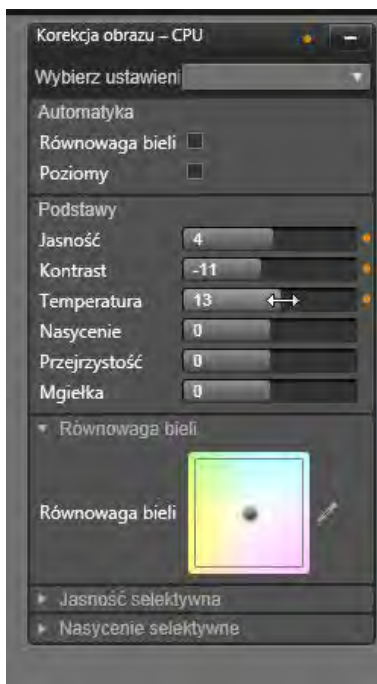 Korekcja obrazu – CPU
Wybierz ustawieni
Automatyka
Równowaga bieli
Poziomy
Podstawy
Jasność 4
Kontrast -11
Temperatura 13
Nasycenie 0
Przejrzystość 0
Mgiełka 0
Równowaga bieli
Równowaga bieli
Jasność selektywna
Nasycenie selektywne